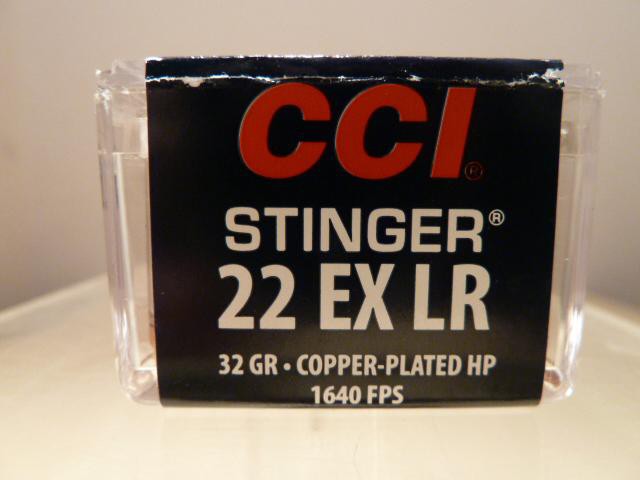 CCI®
STINGER®
22 EX LR
32 GR • COPPER-PLATED HP
1640 FPS